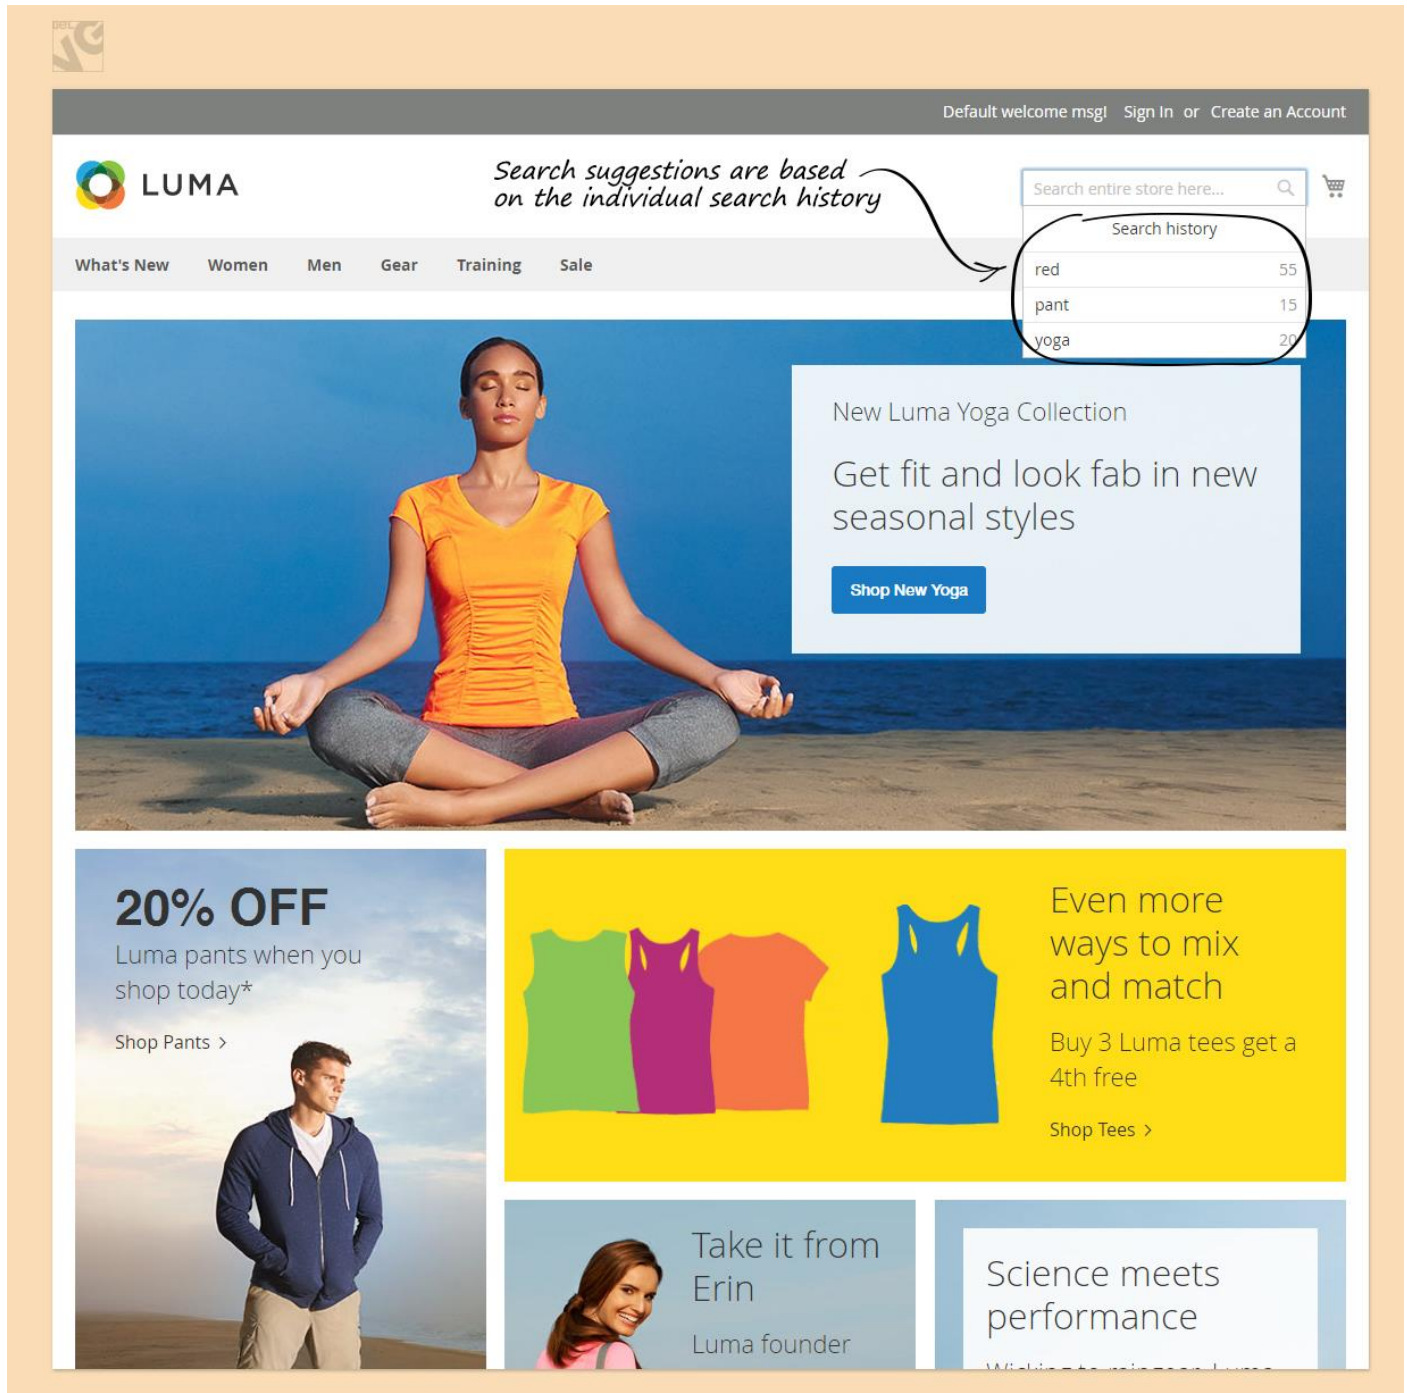 VG
Default welcome msg! Sign In or Create an Account
LUMA
Search suggestions are based
on the individual search history
Search entire store here...
Search history
red 55
pant 15
yoga 20
What's New Women Men Gear Training Sale
New Luma Yoga Collection
Get fit and look fab in new
seasonal styles
Shop New Yoga
20% OFF
Luma pants when you
shop today*
Shop Pants >
Even more
ways to mix
and match
Buy 3 Luma tees get a
4th free
Shop Tees >
Take it from
Erin
Luma founder
Science meets
performance